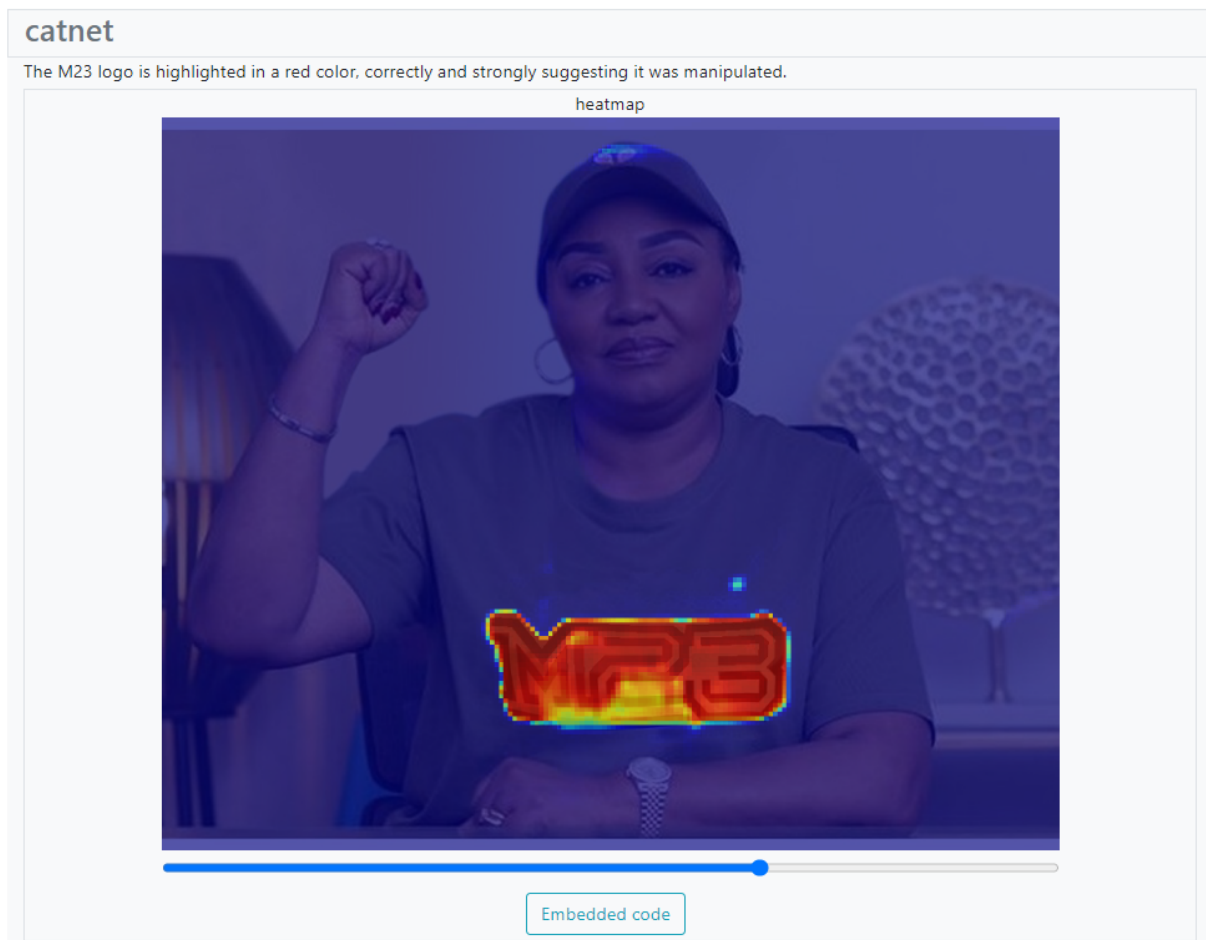 catnet
The M23 logo is highlighted in a red color, correctly and strongly suggesting it was manipulated.
heatmap
M23
Embedded code